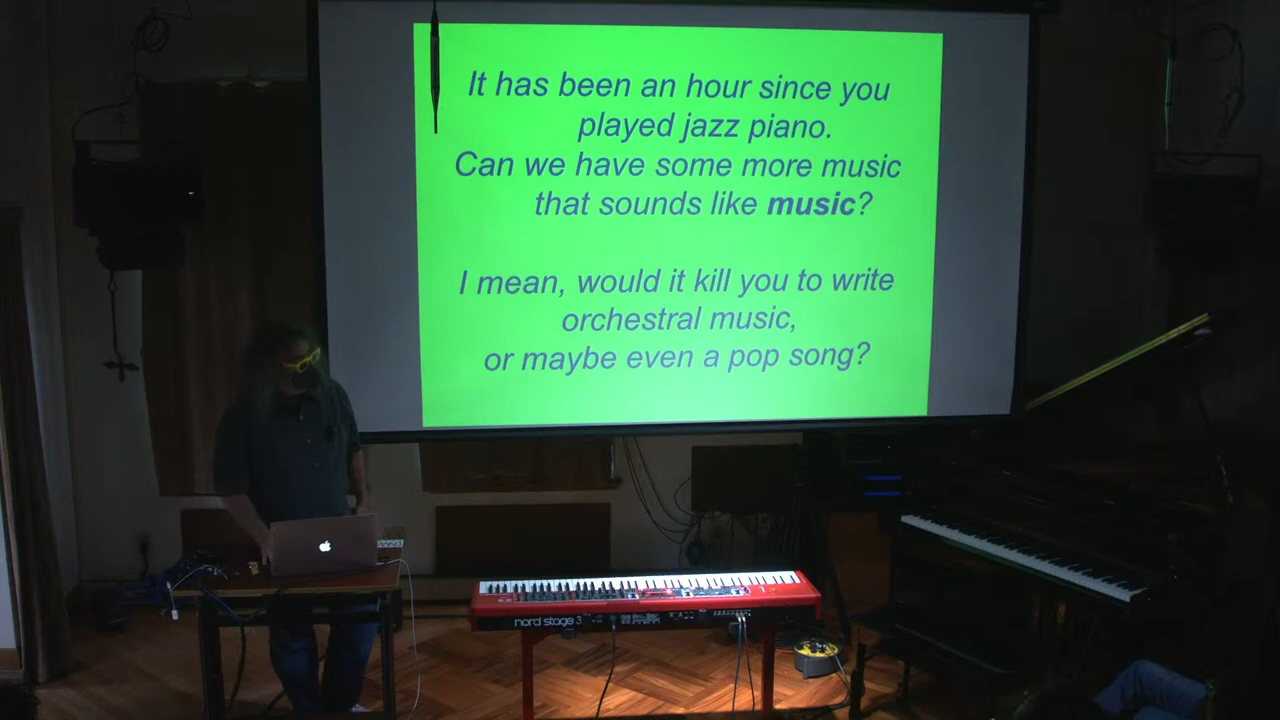 It has been an hour since you
played jazz piano.
Can we have some more music
that sounds like music?
I mean, would it kill you to write
orchestral music,
or maybe even a pop song?
nord stage 3